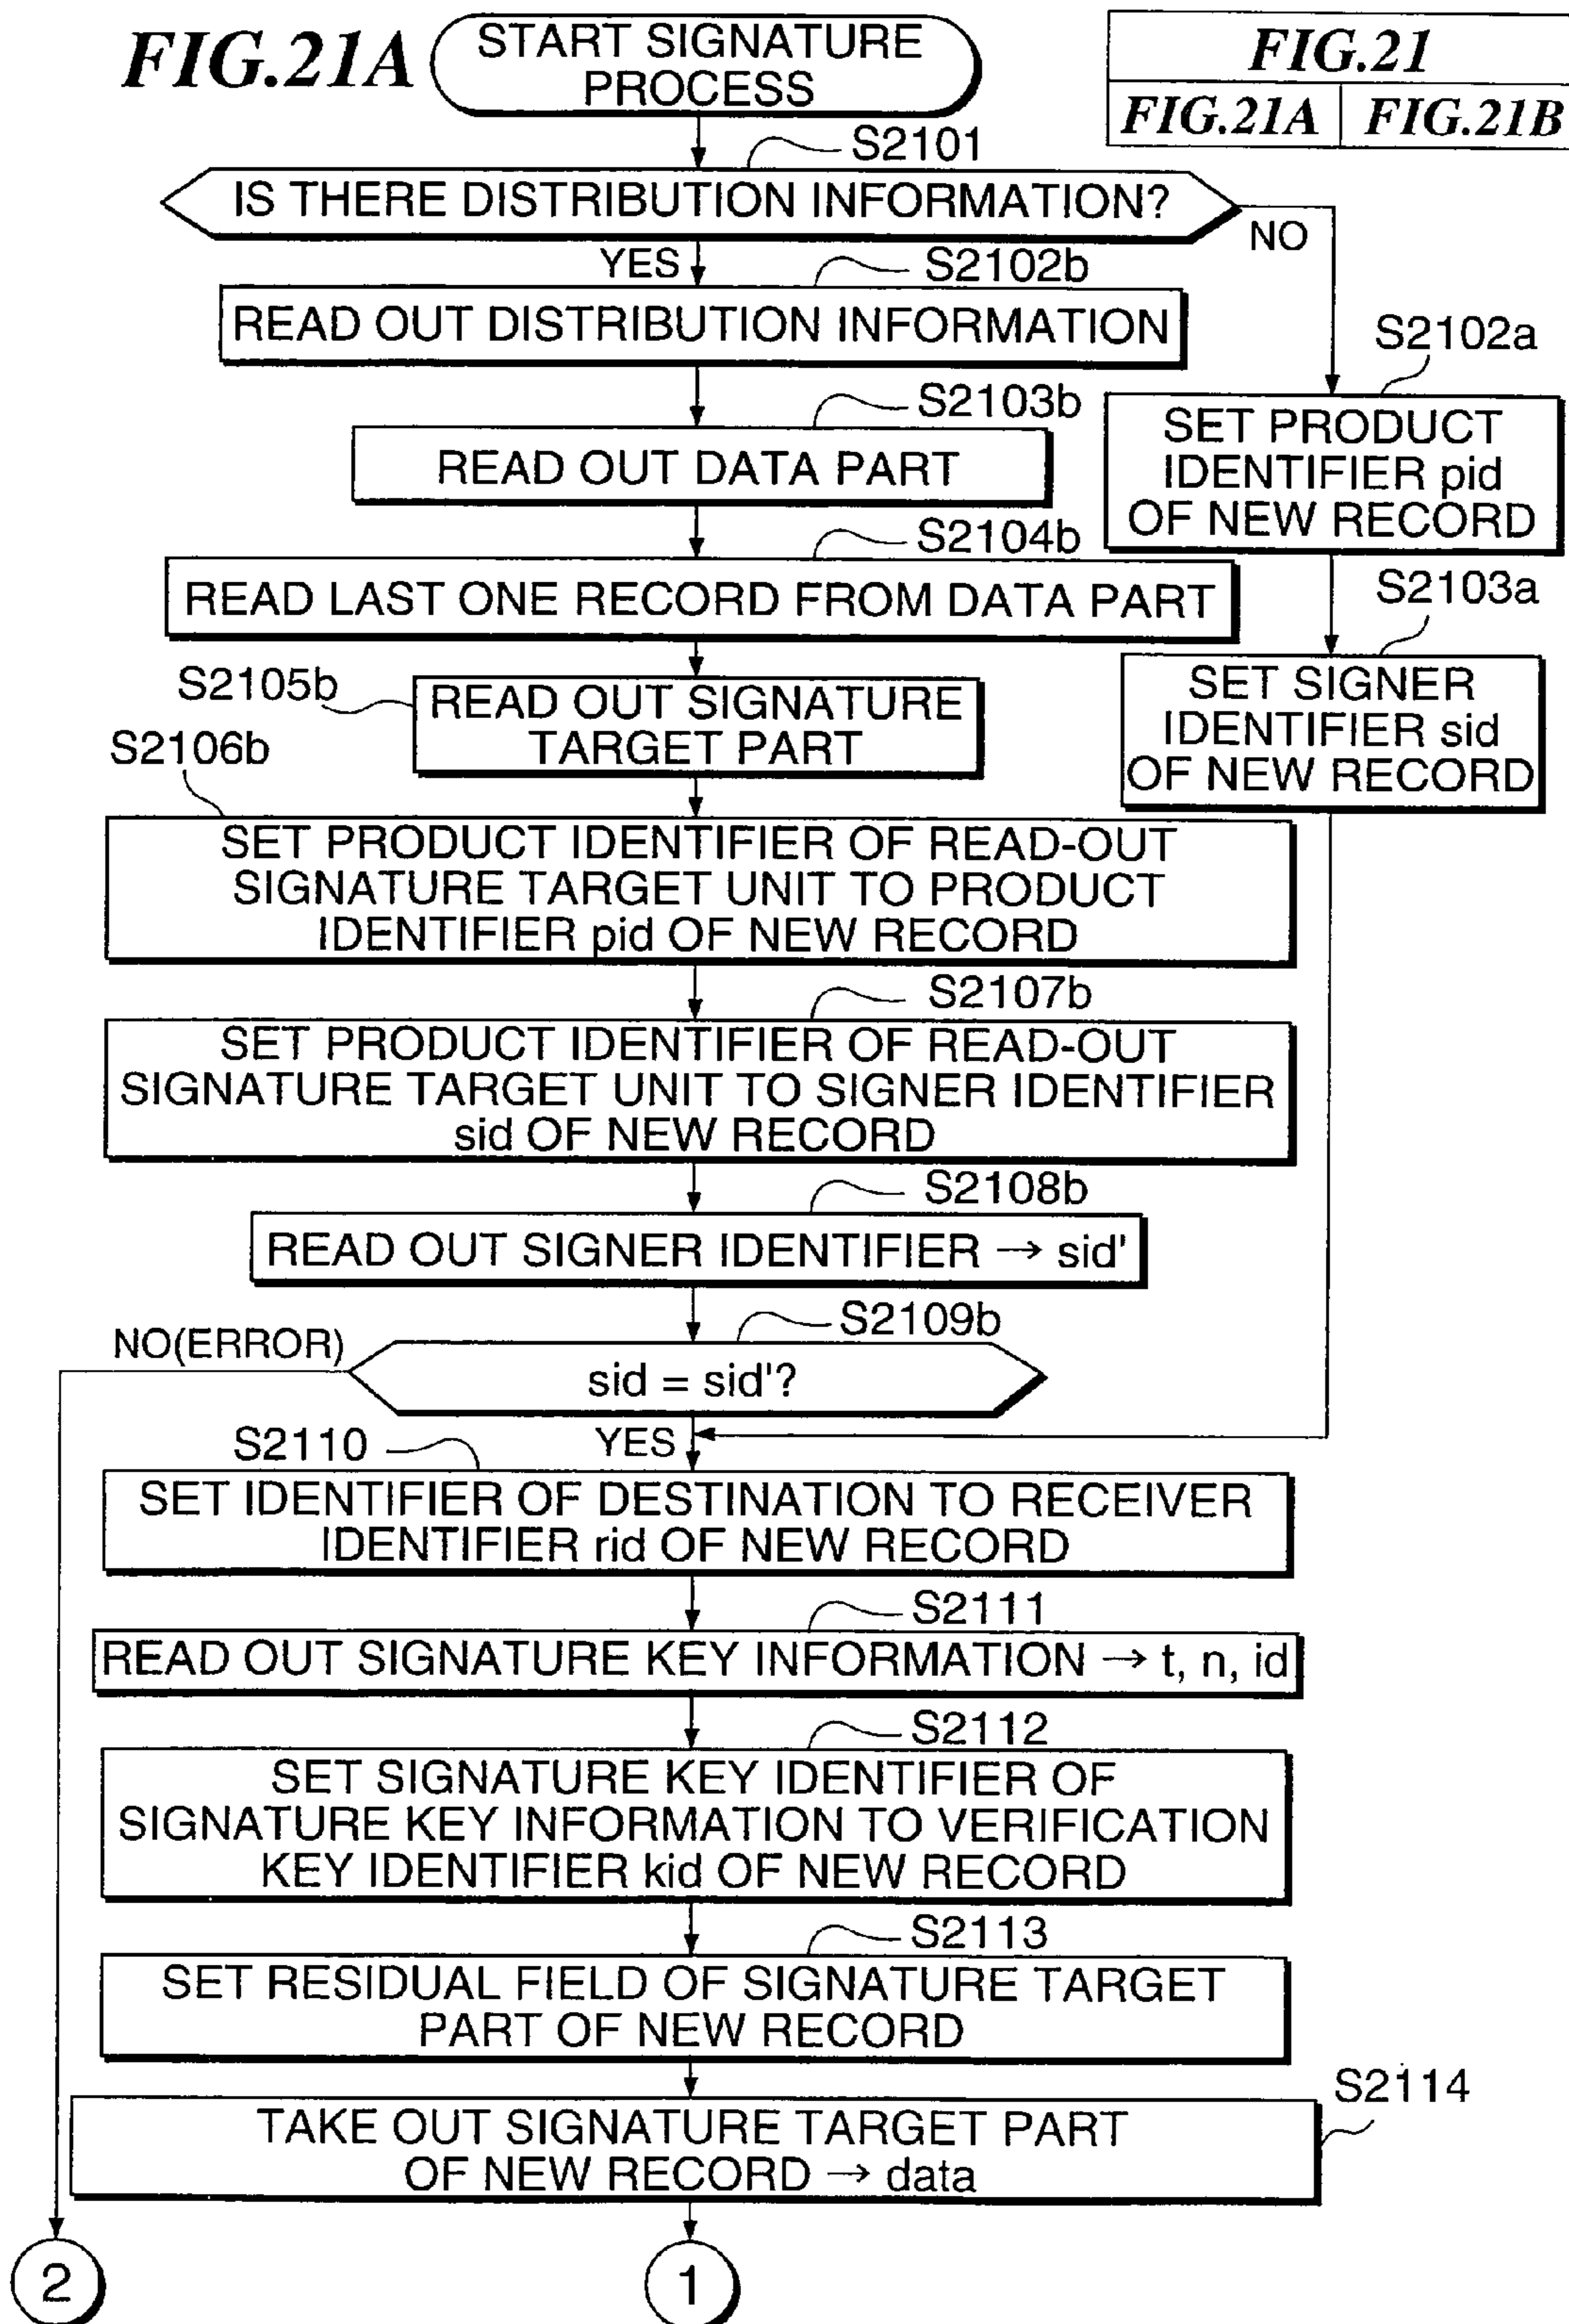 FIG.21A
START SIGNATURE
PROCESS
FIG.21
FIG.21A
FIG.21B
S2101
IS THERE DISTRIBUTION INFORMATION?
NO
YES
S2102b
READ OUT DISTRIBUTION INFORMATION
S2102a
SET PRODUCT
IDENTIFIER pid
OF NEW RECORD
S2103b
READ OUT DATA PART
S2104b
READ LAST ONE RECORD FROM DATA PART
S2103a
SET SIGNER
IDENTIFIER sid
OF NEW RECORD
S2105b
READ OUT SIGNATURE
TARGET PART
S2106b
SET PRODUCT IDENTIFIER OF READ-OUT
SIGNATURE TARGET UNIT TO PRODUCT
IDENTIFIER pid OF NEW RECORD
S2107b
SET PRODUCT IDENTIFIER OF READ-OUT
SIGNATURE TARGET UNIT TO SIGNER IDENTIFIER
sid OF NEW RECORD
S2108b
READ OUT SIGNER IDENTIFIER → sid'
S2109b
NO(ERROR)
sid = sid'?
YES
S2110
SET IDENTIFIER OF DESTINATION TO RECEIVER
IDENTIFIER rid OF NEW RECORD
S2111
READ OUT SIGNATURE KEY INFORMATION → t, n, id
S2112
SET SIGNATURE KEY IDENTIFIER OF
SIGNATURE KEY INFORMATION TO VERIFICATION
KEY IDENTIFIER kid OF NEW RECORD
S2113
SET RESIDUAL FIELD OF SIGNATURE TARGET
PART OF NEW RECORD
S2114
TAKE OUT SIGNATURE TARGET PART
OF NEW RECORD → data
2
1